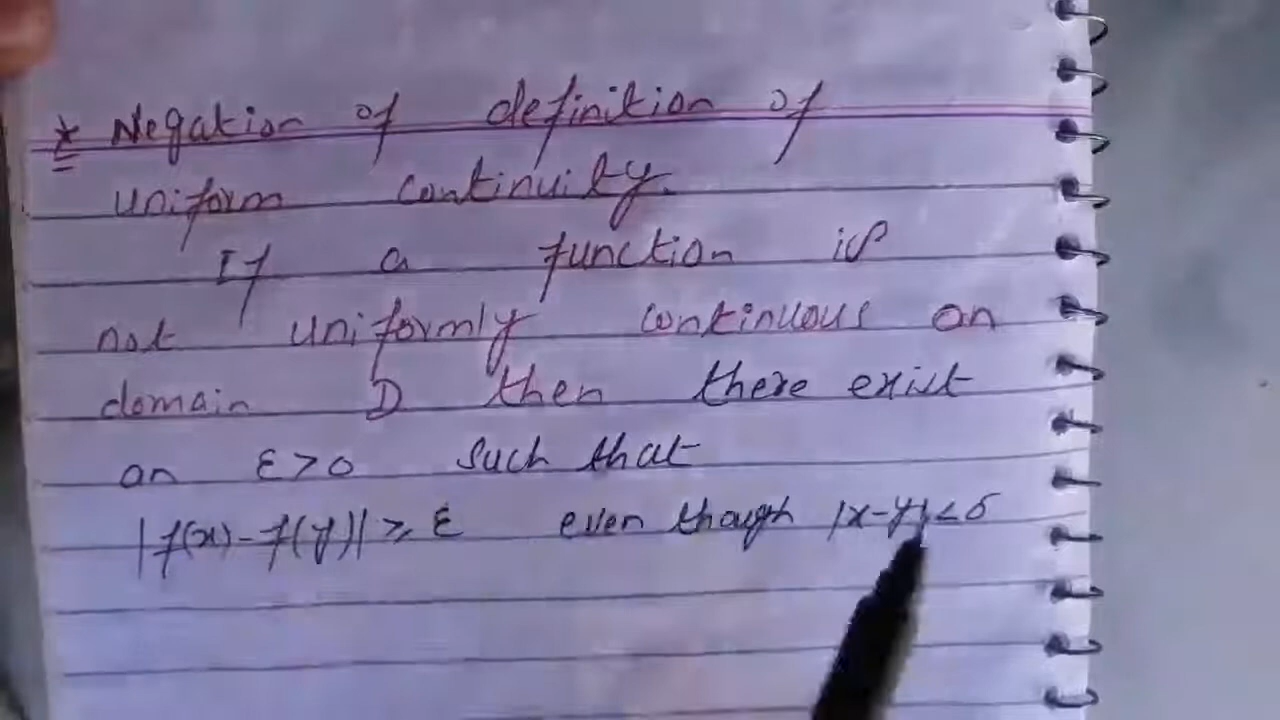 * Negation of definition of
uniform continuity.
If a function is
not uniformly continuous on
domain D then there exist
an ε>0 such that
|f(x)-f(y)| ≥ ε even though |x-y|<δ